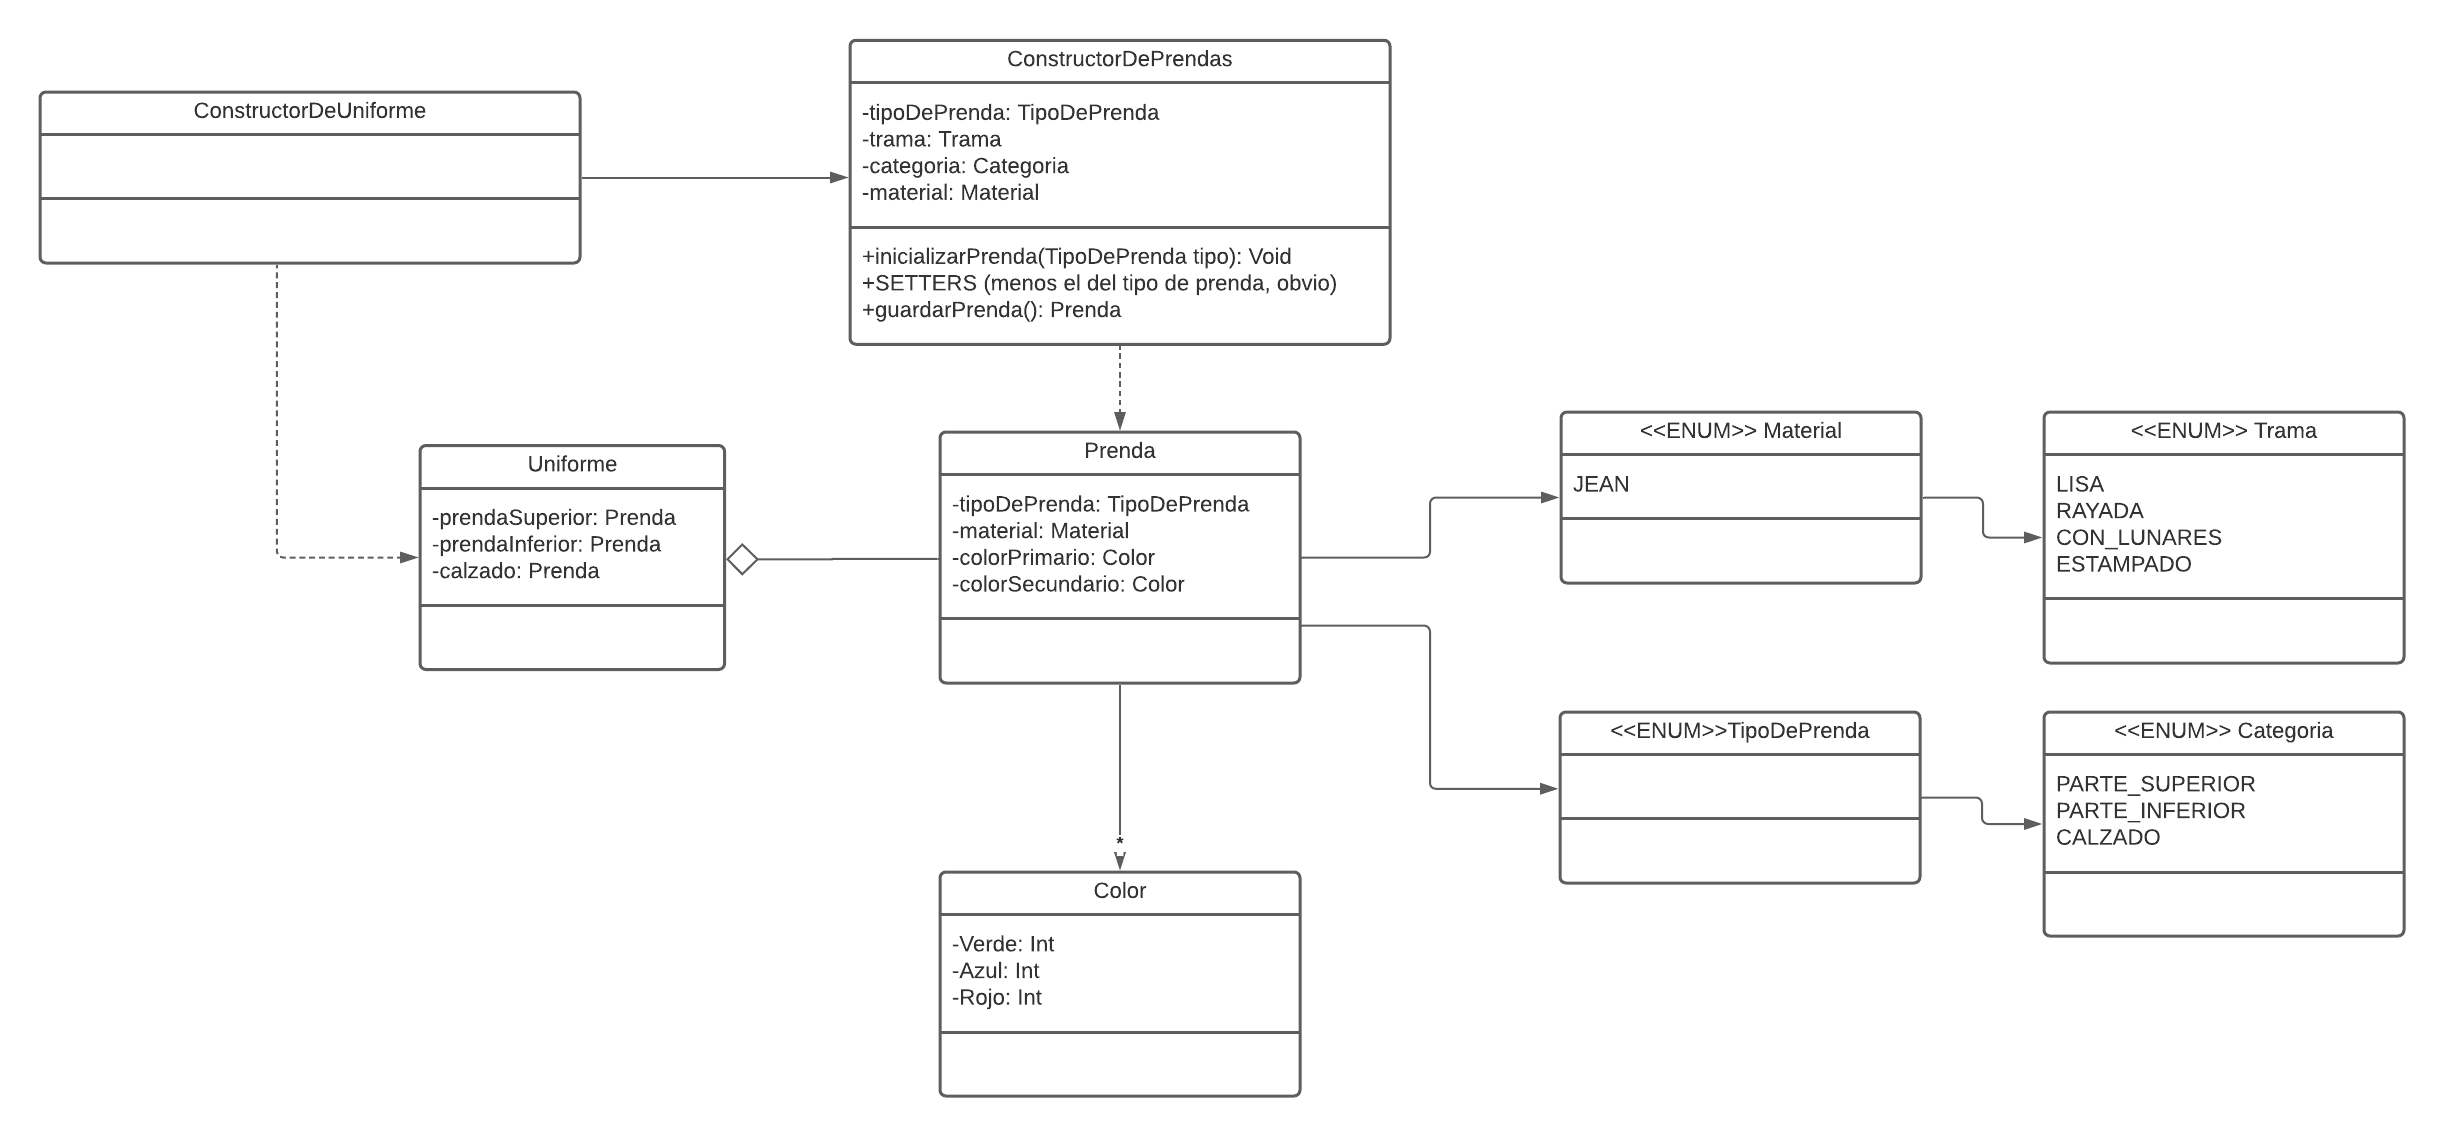 ConstructorDeUniforme
ConstructorDePrendas
-tipoDePrenda: TipoDePrenda
-trama: Trama
-categoria: Categoria
-material: Material
+inicializarPrenda(TipoDePrenda tipo): Void
+SETTERS (menos el del tipo de prenda, obvio)
+guardarPrenda(): Prenda
Uniforme
-prendaSuperior: Prenda
-prendaInferior: Prenda
-calzado: Prenda
Prenda
-tipoDePrenda: TipoDePrenda
-material: Material
-colorPrimario: Color
-colorSecundario: Color
<<ENUM>> Material
JEAN
<<ENUM>> Trama
LISA
RAYADA
CON_LUNARES
ESTAMPADO
<<ENUM>>TipoDePrenda
<<ENUM>> Categoria
PARTE_SUPERIOR
PARTE_INFERIOR
CALZADO
*
Color
-Verde: Int
-Azul: Int
-Rojo: Int